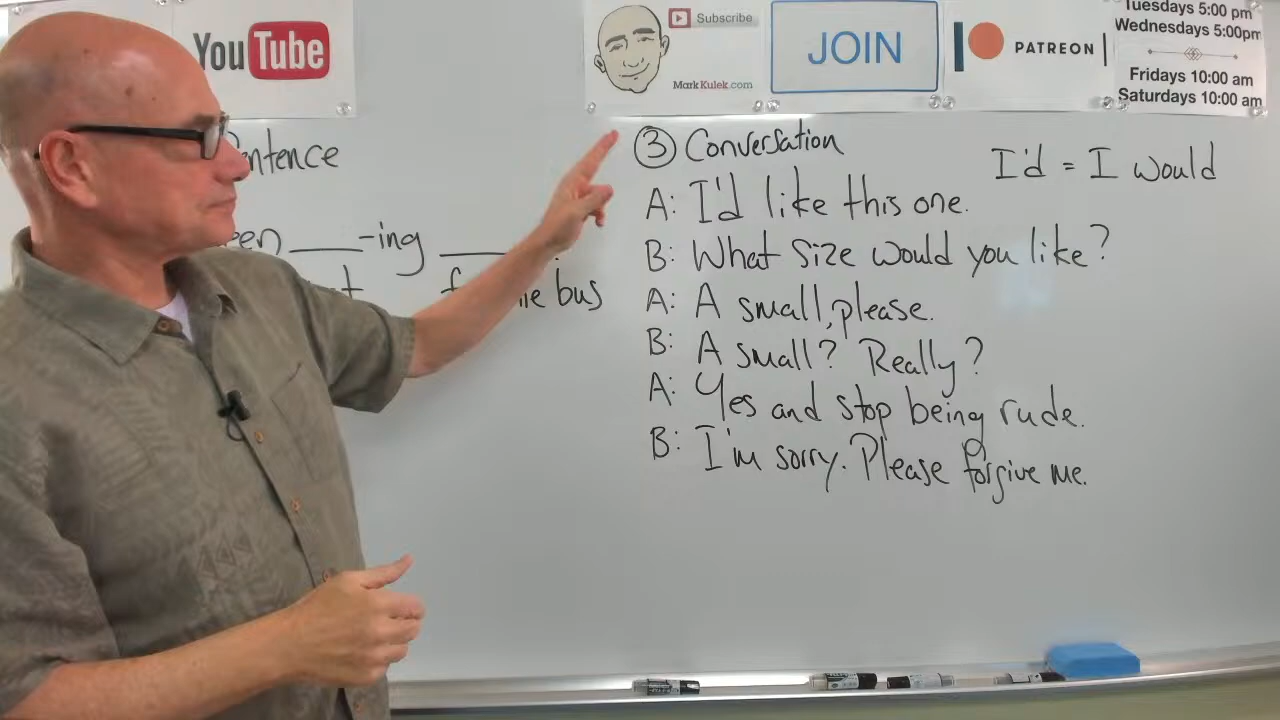 YouTube
Subscribe
MarkKulek.com
JOIN
PATREON
Tuesdays 5:00 pm
Wednesdays 5:00pm
Fridays 10:00 am
Saturdays 10:00 am
-ing
bus
③ Conversation
I'd = I would
A: I'd like this one.
B: What size would you like?
A: A small, please.
B: A small? Really?
A: Yes and stop being rude.
B: I'm sorry. Please forgive me.